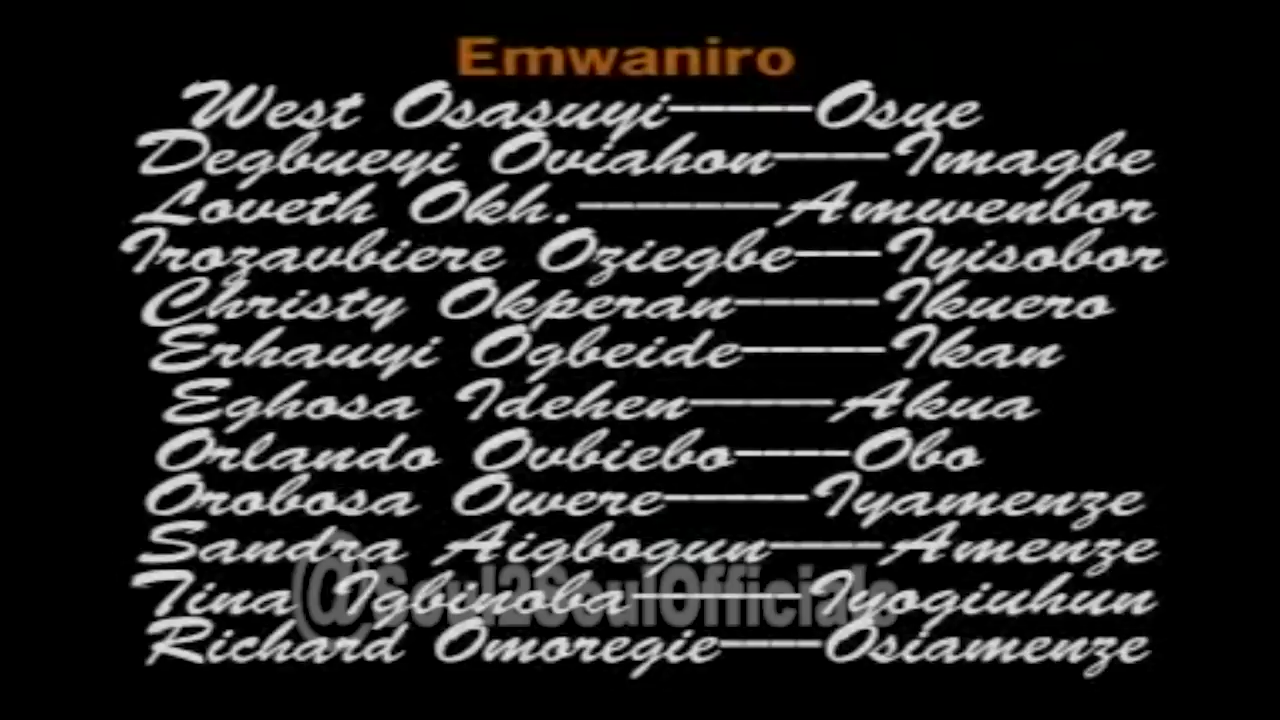 Emwaniro
West Osasuyi-----Osue
Degbueyi Oviahon----Imagbe
Loveth Okh.-------Amwenbor
Irozavbiere Oziegbe---Iyisobor
Christy Okperan-----Ikuero
Erhauyi Ogbeide-----Ikan
Eghosa Idehen-----Akua
Orlando Ovbiebo----Obo
Orobosa Owere-----Iyamenze
Sandra Aigbogun----Amenze
@Soul2SoulOfficials
Tina Igbinoba------Iyogiuhun
Richard Omoregie----Osiamenze